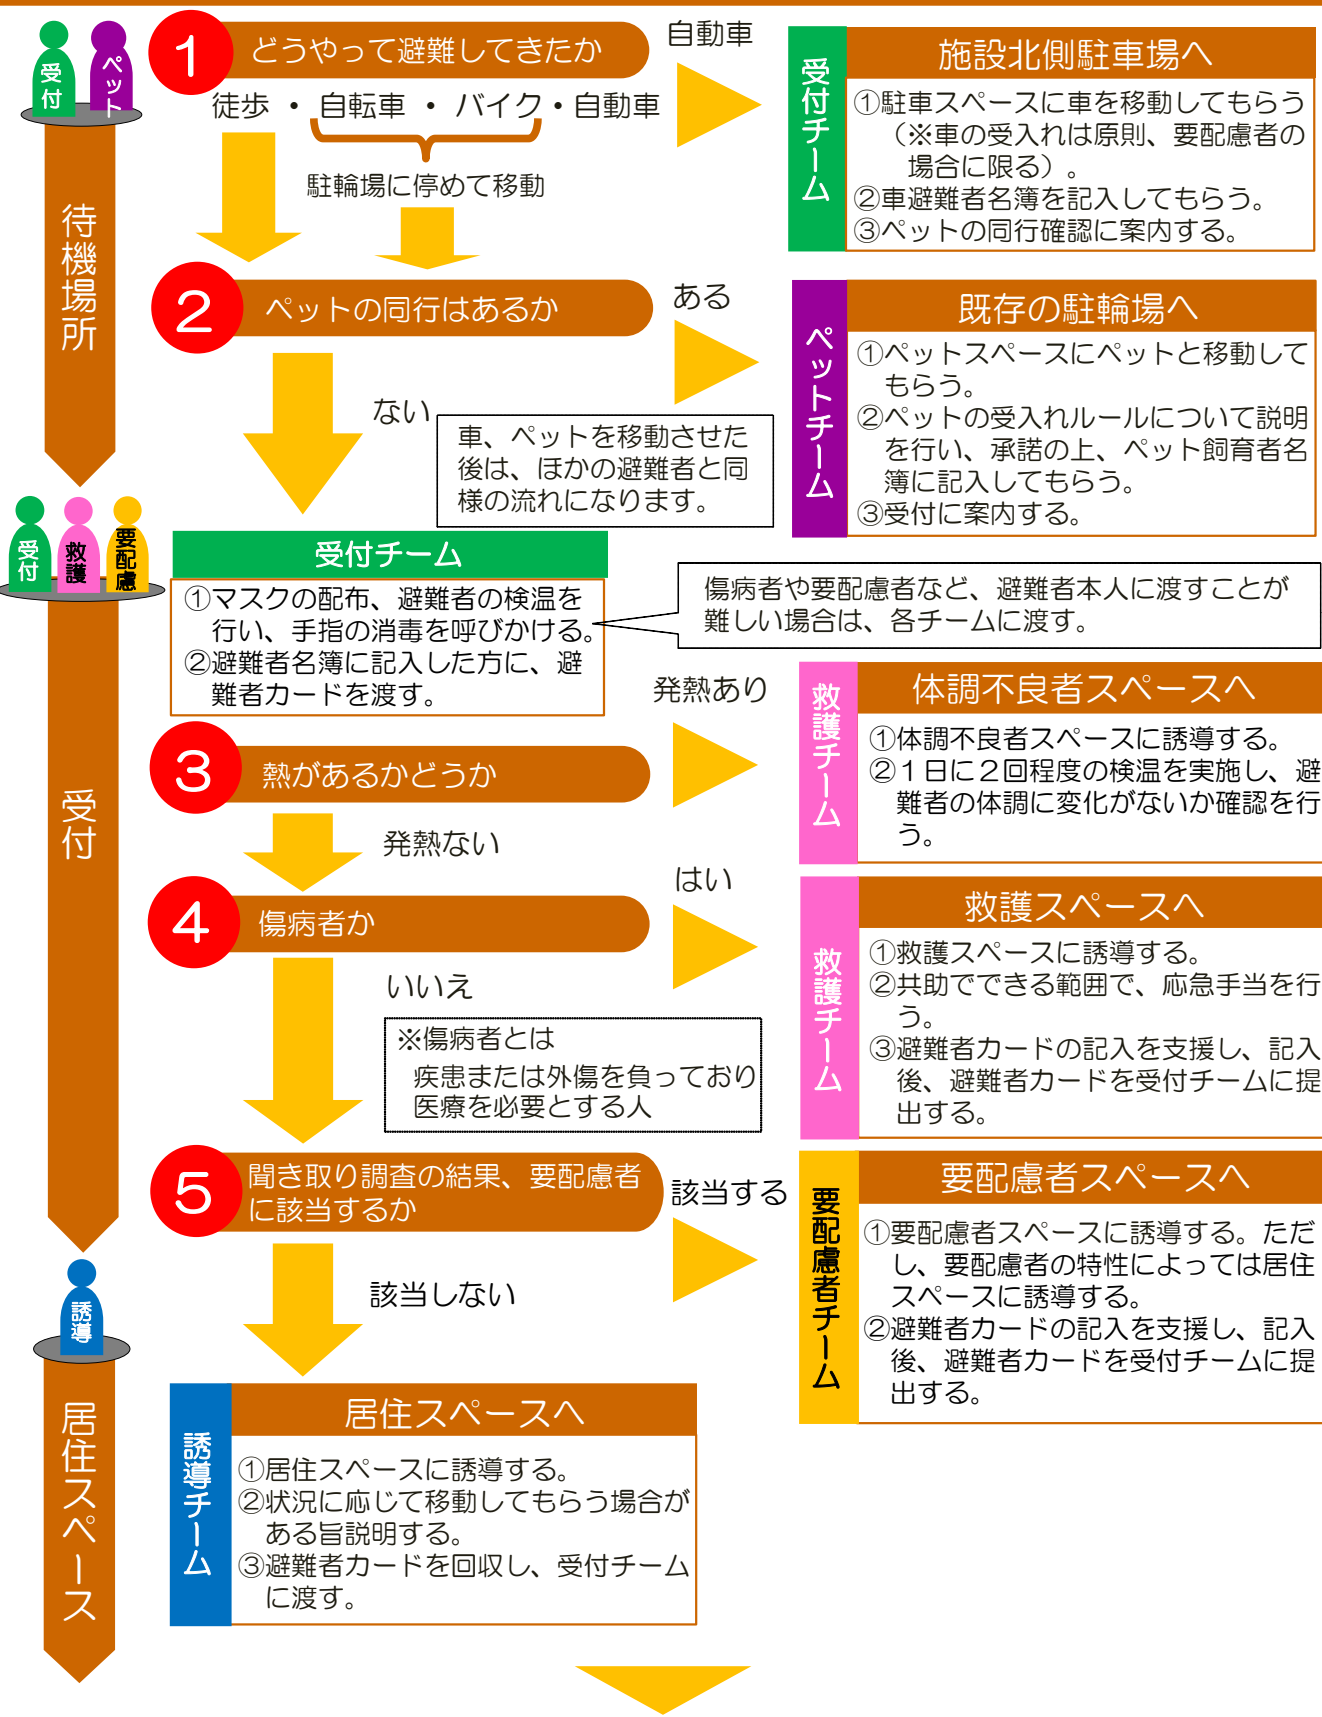 受付
ペット
1
どうやって避難してきたか
自動車
徒歩 ・ 自転車 ・ バイク・自動車
駐輪場に停めて移動
受付チーム
施設北側駐車場へ
①駐車スペースに車を移動してもらう
（※車の受入れは原則、要配慮者の
場合に限る）。
②車避難者名簿を記入してもらう。
③ペットの同行確認に案内する。
待機場所
2
ペットの同行はあるか
ある
ない
車、ペットを移動させた
後は、ほかの避難者と同
様の流れになります。
ペットチーム
既存の駐輪場へ
①ペットスペースにペットと移動して
もらう。
②ペットの受入れルールについて説明
を行い、承諾の上、ペット飼育者名
簿に記入してもらう。
③受付に案内する。
受付
救護
要配慮
受付チーム
①マスクの配布、避難者の検温を
行い、手指の消毒を呼びかける。
②避難者名簿に記入した方に、避
難者カードを渡す。
傷病者や要配慮者など、避難者本人に渡すことが
難しい場合は、各チームに渡す。
受付
3
熱があるかどうか
発熱あり
発熱ない
救護チーム
体調不良者スペースへ
①体調不良者スペースに誘導する。
②１日に２回程度の検温を実施し、避
難者の体調に変化がないか確認を行
う。
4
傷病者か
はい
いいえ
※傷病者とは
疾患または外傷を負っており
医療を必要とする人
救護チーム
救護スペースへ
①救護スペースに誘導する。
②共助でできる範囲で、応急手当を行
う。
③避難者カードの記入を支援し、記入
後、避難者カードを受付チームに提
出する。
5
聞き取り調査の結果、要配慮者
に該当するか
該当する
該当しない
要配慮者チーム
要配慮者スペースへ
①要配慮者スペースに誘導する。ただ
し、要配慮者の特性によっては居住
スペースに誘導する。
②避難者カードの記入を支援し、記入
後、避難者カードを受付チームに提
出する。
誘導
居住スペース
誘導チーム
居住スペースへ
①居住スペースに誘導する。
②状況に応じて移動してもらう場合が
ある旨説明する。
③避難者カードを回収し、受付チーム
に渡す。